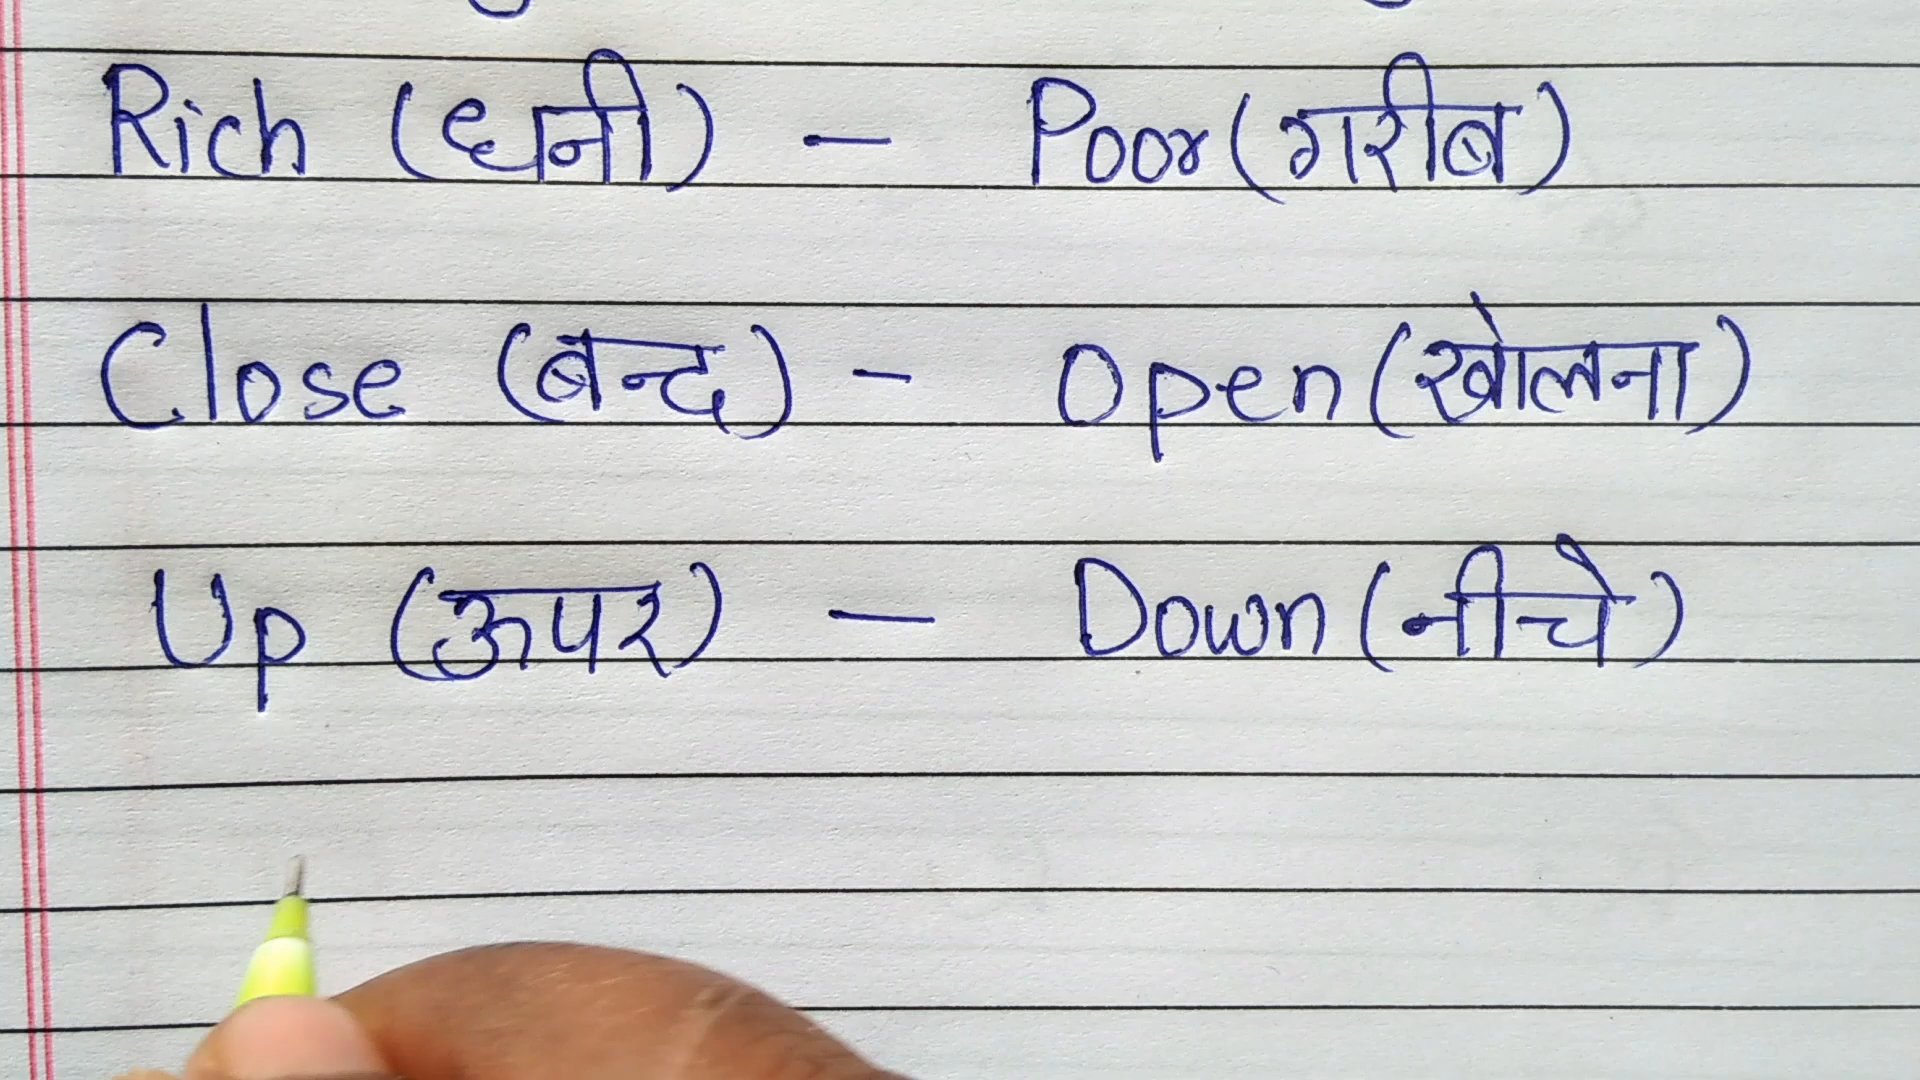 Rich (धनी) - Poor (गरीब)
Close (बन्द) - Open (खोलना)
Up (ऊपर) - Down (नीचे)